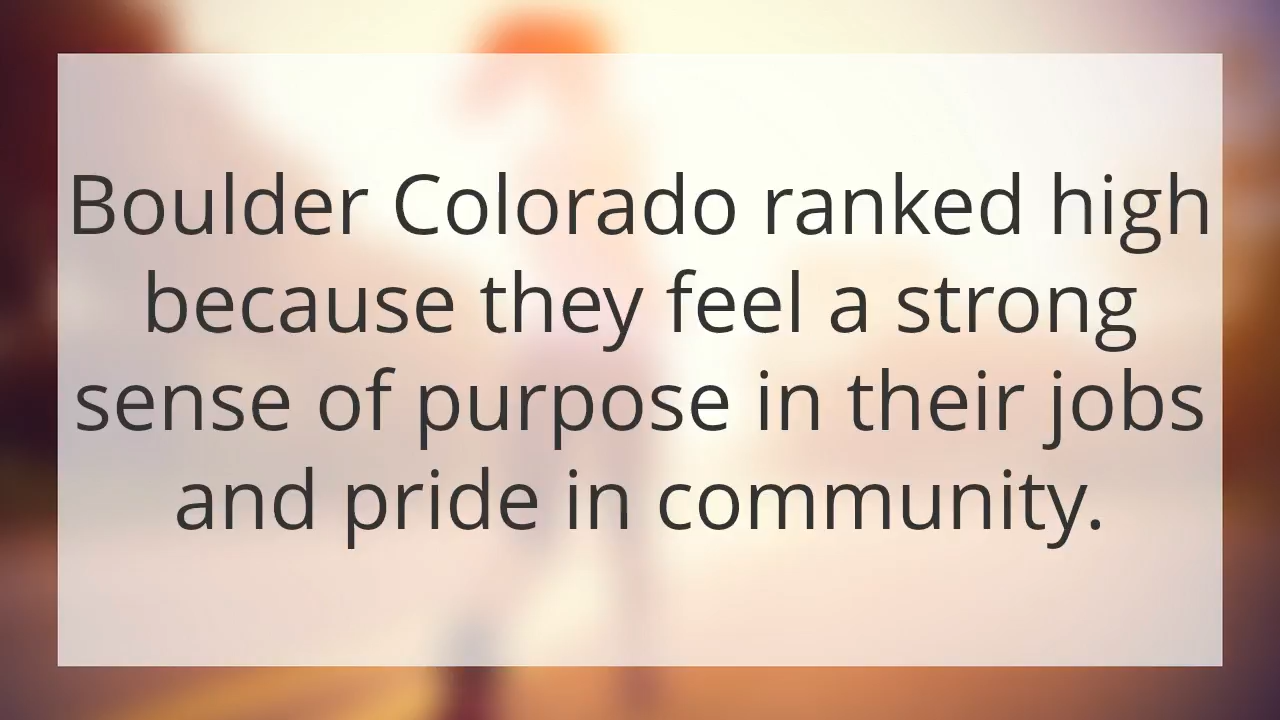 Boulder Colorado ranked high
because they feel a strong
sense of purpose in their jobs
and pride in community.